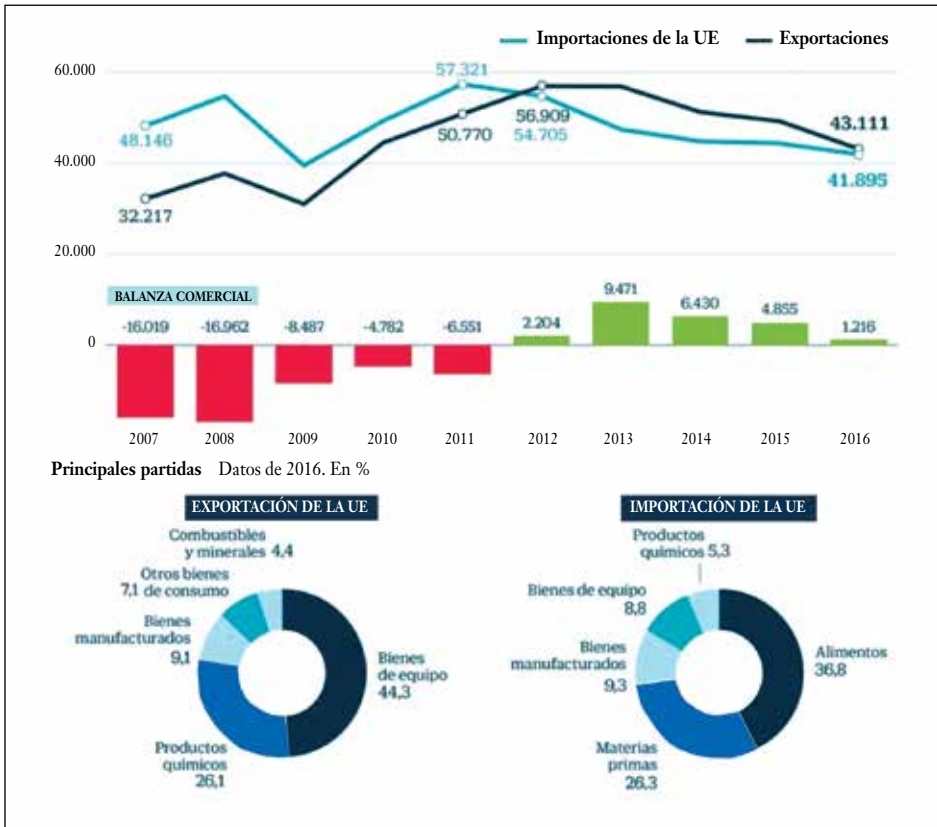 Importaciones de la UE
Exportaciones
60.000
57.321
48.146
56.909
43.111
50.770
54.705
40.000
41.895
32.217
20.000
BALANZA COMERCIAL
-16.019
-16.962
-8.487
-4.782
-6.551
2.204
9.471
6.430
4.855
1.216
0
2007
2008
2009
2010
2011
2012
2013
2014
2015
2016
Principales partidas Datos de 2016. En %
EXPORTACIÓN DE LA UE
Combustibles
y minerales 4,4
Otros bienes
7,1 de consumo
Bienes
manufacturados
9,1
Bienes
de equipo
44,3
Productos
químicos
26,1
IMPORTACIÓN DE LA UE
Productos
químicos 5,3
Bienes de equipo
8,8
Bienes
manufacturados
9,3
Alimentos
36,8
Materias
primas
26,3